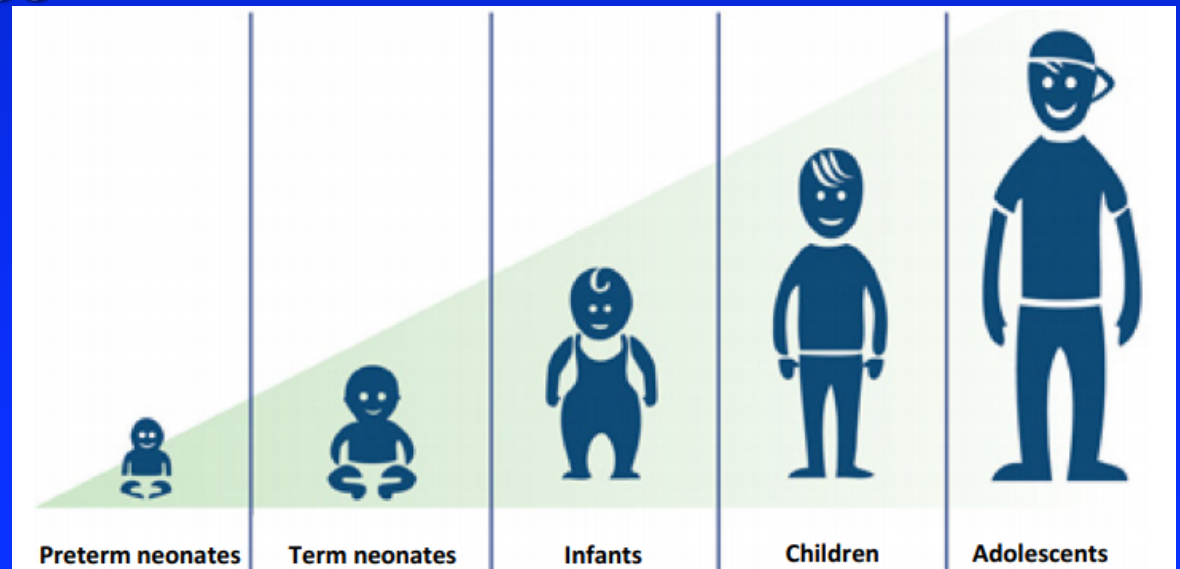 Preterm neonates
Term neonates
Infants
Children
Adolescents